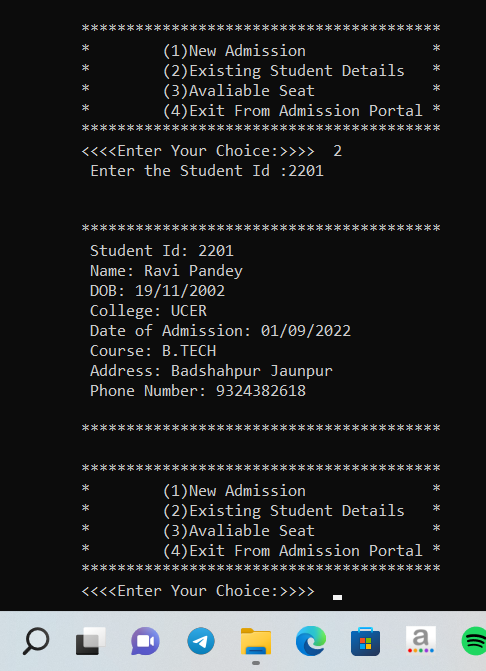 ****************************************
* (1)New Admission *
* (2)Existing Student Details *
* (3)Avaliable Seat *
* (4)Exit From Admission Portal *
****************************************
<<<<Enter Your Choice:>>>> 2
Enter the Student Id :2201
****************************************
Student Id: 2201
Name: Ravi Pandey
DOB: 19/11/2002
College: UCER
Date of Admission: 01/09/2022
Course: B.TECH
Address: Badshahpur Jaunpur
Phone Number: 9324382618
****************************************
****************************************
* (1)New Admission *
* (2)Existing Student Details *
* (3)Avaliable Seat *
* (4)Exit From Admission Portal *
****************************************
<<<<Enter Your Choice:>>>>
a